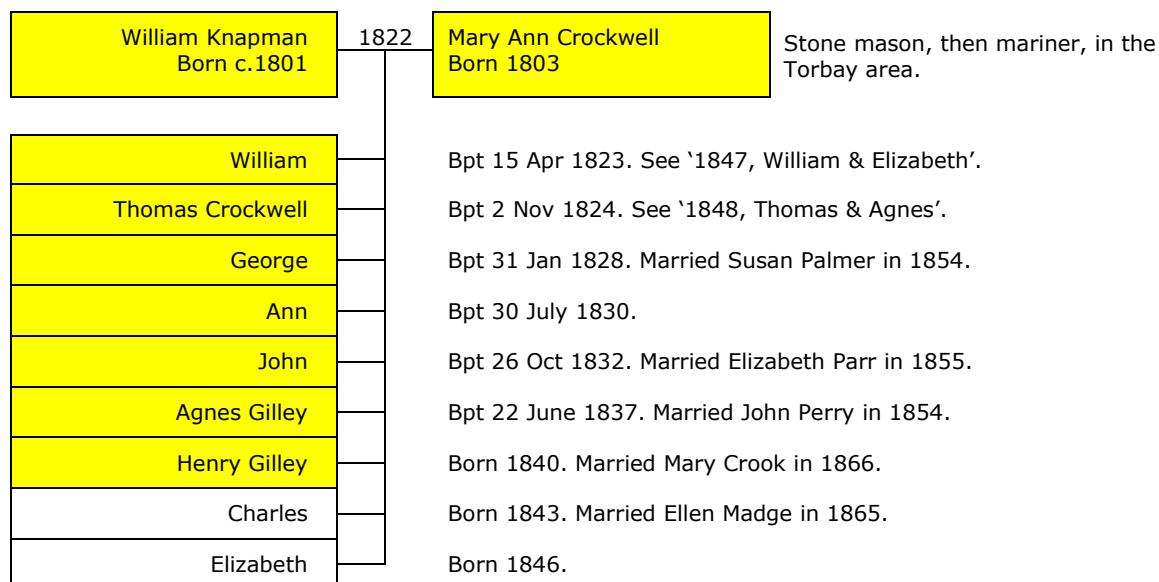 William Knapman
Born c.1801
1822
Mary Ann Crockwell
Born 1803
Stone mason, then mariner, in the
Torbay area.
William
Bpt 15 Apr 1823. See ‘1847, William & Elizabeth’.
Thomas Crockwell
Bpt 2 Nov 1824. See ‘1848, Thomas & Agnes’.
George
Bpt 31 Jan 1828. Married Susan Palmer in 1854.
Ann
Bpt 30 July 1830.
John
Bpt 26 Oct 1832. Married Elizabeth Parr in 1855.
Agnes Gilley
Bpt 22 June 1837. Married John Perry in 1854.
Henry Gilley
Born 1840. Married Mary Crook in 1866.
Charles
Born 1843. Married Ellen Madge in 1865.
Elizabeth
Born 1846.